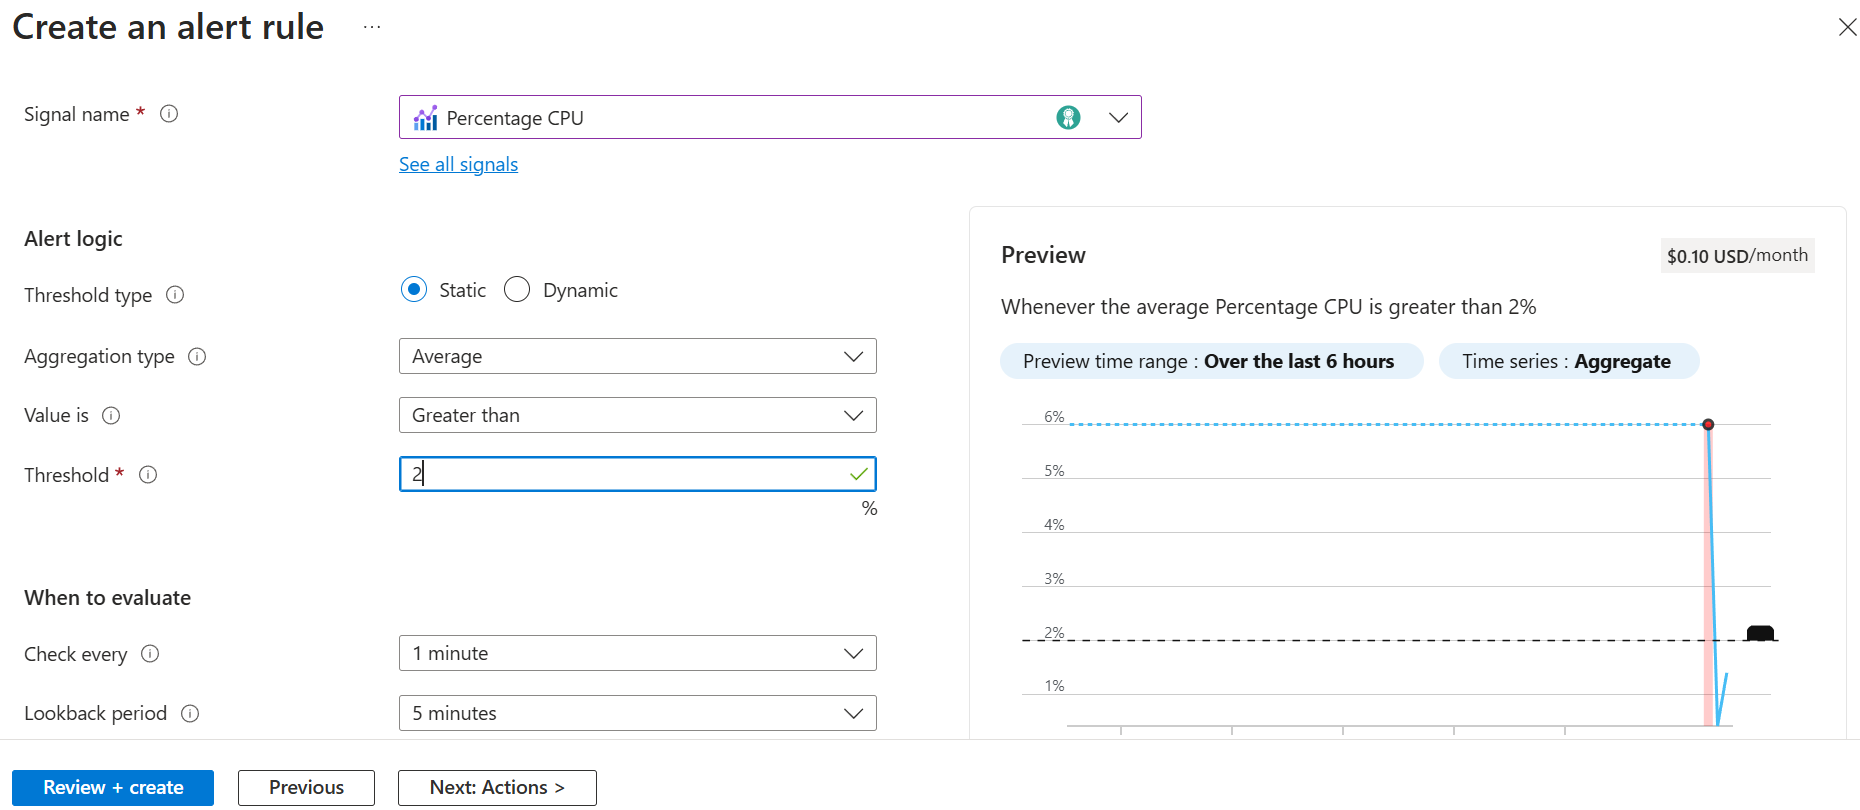 Create an alert rule ...
Signal name *
Percentage CPU
See all signals
Alert logic
Threshold type
Static Dynamic
Aggregation type
Average
Value is
Greater than
Threshold *
2
%
When to evaluate
Check every
1 minute
Lookback period
5 minutes
Preview
$0.10 USD/month
Whenever the average Percentage CPU is greater than 2%
Preview time range : Over the last 6 hours
Time series : Aggregate
6%
5%
4%
3%
2%
1%
Review + create
Previous
Next: Actions >